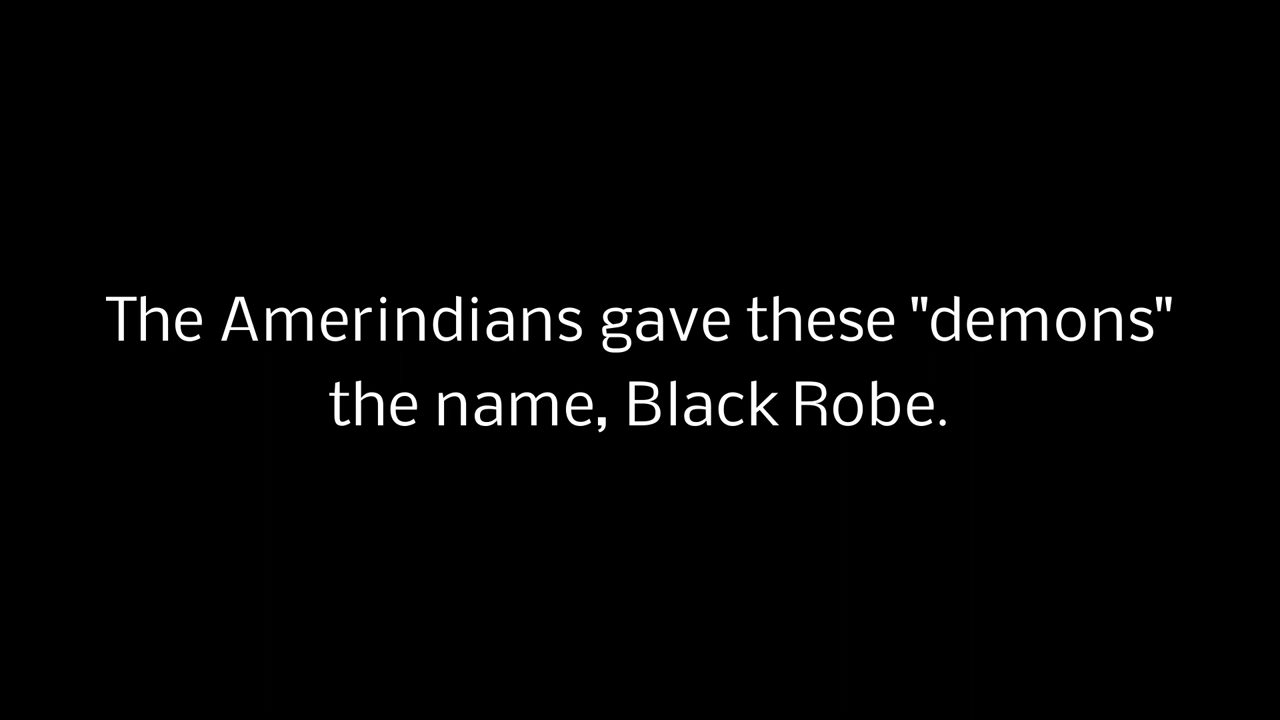 The Amerindians gave these "demons"
the name, Black Robe.